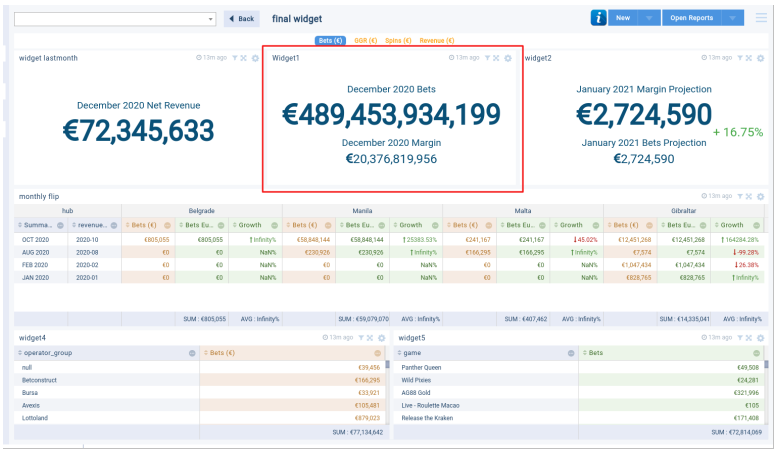 Back final widget i New Open Reporta
Bets (€) GGR (€) Spins (€) Revenue (€)
widget lastmonth 13m ago Widget1 13m ago widget2 13m ago
December 2020 Net Revenue
€72,345,633
December 2020 Bets
€489,453,934,199
December 2020 Margin
€20,376,819,956
January 2021 Margin Projection
€2,724,590
+ 16.75%
January 2021 Bets Projection
€2,724,590
monthly flip 13m ago
hub Belgrade Manila Malta Gibraltar
Summa... revenue... Bets (€) Bets Eu... Growth Bets (€) Bets Eu... Growth Bets (€) Bets Eu... Growth Bets (€) Bets Eu... Growth
OCT 2020 2020-10 €805,055 €805,055 Infinity% €58,848,144 €58,848,144 25383.53% €241,167 €241,167 45.02% €12,451,268 €12,451,268 164284.28%
AUG 2020 2020-08 €0 €0 NaN% €230,926 €230,926 Infinity% €166,295 €166,295 Infinity% €7,574 €7,574 -99.28%
FEB 2020 2020-02 €0 €0 NaN% €0 €0 NaN% €0 €0 NaN% €1,047,434 €1,047,434 26.38%
JAN 2020 2020-01 €0 €0 NaN% €0 €0 NaN% €0 €0 NaN% €828,765 €828,765 Infinity%
SUM : €805,055 AVG : Infinity% SUM : €59,079,070 AVG : Infinity% SUM : €407,462 AVG : Infinity% SUM : €14,335,041 AVG : Infinity%
widget4 13m ago
operator_group Bets (€)
null €39,456
Betconstruct €166,295
Bursa €33,921
Avexis €105,481
Lottoland €879,023
SUM : €77,134,642
widget5 13m ago
game Bets
Panther Queen €49,508
Wild Pixies €24,281
AG88 Gold €321,996
Live - Roulette Macao €105
Release the Kraken €171,408
SUM : €72,814,069